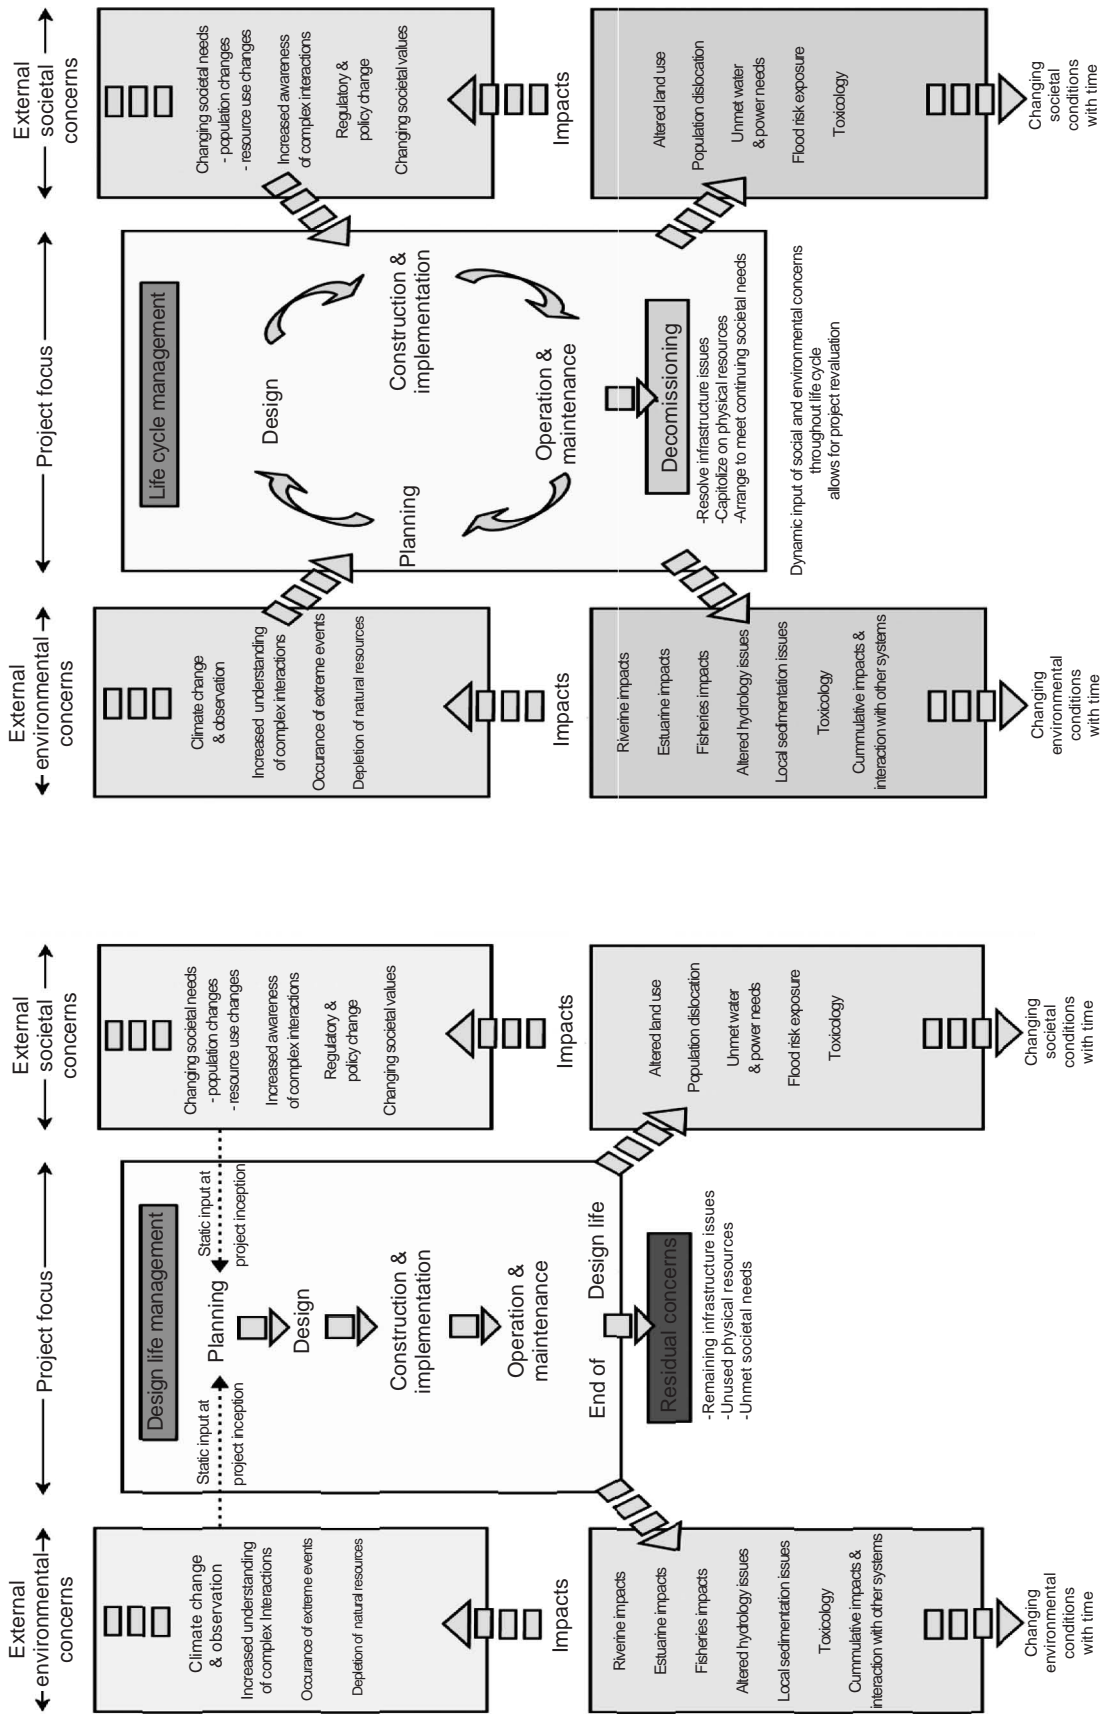 External
environmental
concerns
Project focus
External
societal
concerns
Design life management
Climate change
& observation
Increased understanding
of complex Interactions
Occurance of extreme events
Depletion of natural resources
Static input at
project inception
Planning
Static input at
project inception
Design
Construction &
implementation
Operation &
maintenance
End of
Design life
Changing societal needs
- population changes
- resource use changes
Increased awareness
of complex interactions
Regulatory &
policy change
Changing societal values
Impacts
Riverine impacts
Estuarine impacts
Fisheries impacts
Altered hydrology issues
Local sedimentation issues
Toxicology
Cummulative impacts &
interaction with other systems
Changing
environmental
conditions
with time
Residual concerns
-Remaining infrastructure issues
-Unused physical resources
-Unmet societal needs
Impacts
Altered land use
Population dislocation
Unmet water
& power needs
Flood risk exposure
Toxicology
Changing
societal
conditions
with time
External
environmental
concerns
Project focus
External
societal
concerns
Life cycle management
Climate change
& observation
Increased understanding
of complex interactions
Occurance of extreme events
Depletion of natural resources
Design
Planning
Construction &
implementation
Operation &
maintenance
Decomissioning
-Resolve infrastructure issues
-Capitolize on physical resources
-Arrange to meet continuing societal needs
Dynamic input of social and environmental concerns
throughout life cycle
allows for project revaluation
Changing societal needs
- population changes
- resource use changes
Increased awareness
of complex interactions
Regulatory &
policy change
Changing societal values
Impacts
Riverine impacts
Estuarine impacts
Fisheries impacts
Altered hydrology issues
Local sedimentation issues
Toxicology
Cummulative impacts &
interaction with other systems
Changing
environmental
conditions
with time
Impacts
Altered land use
Population dislocation
Unmet water
& power needs
Flood risk exposure
Toxicology
Changing
societal
conditions
with time